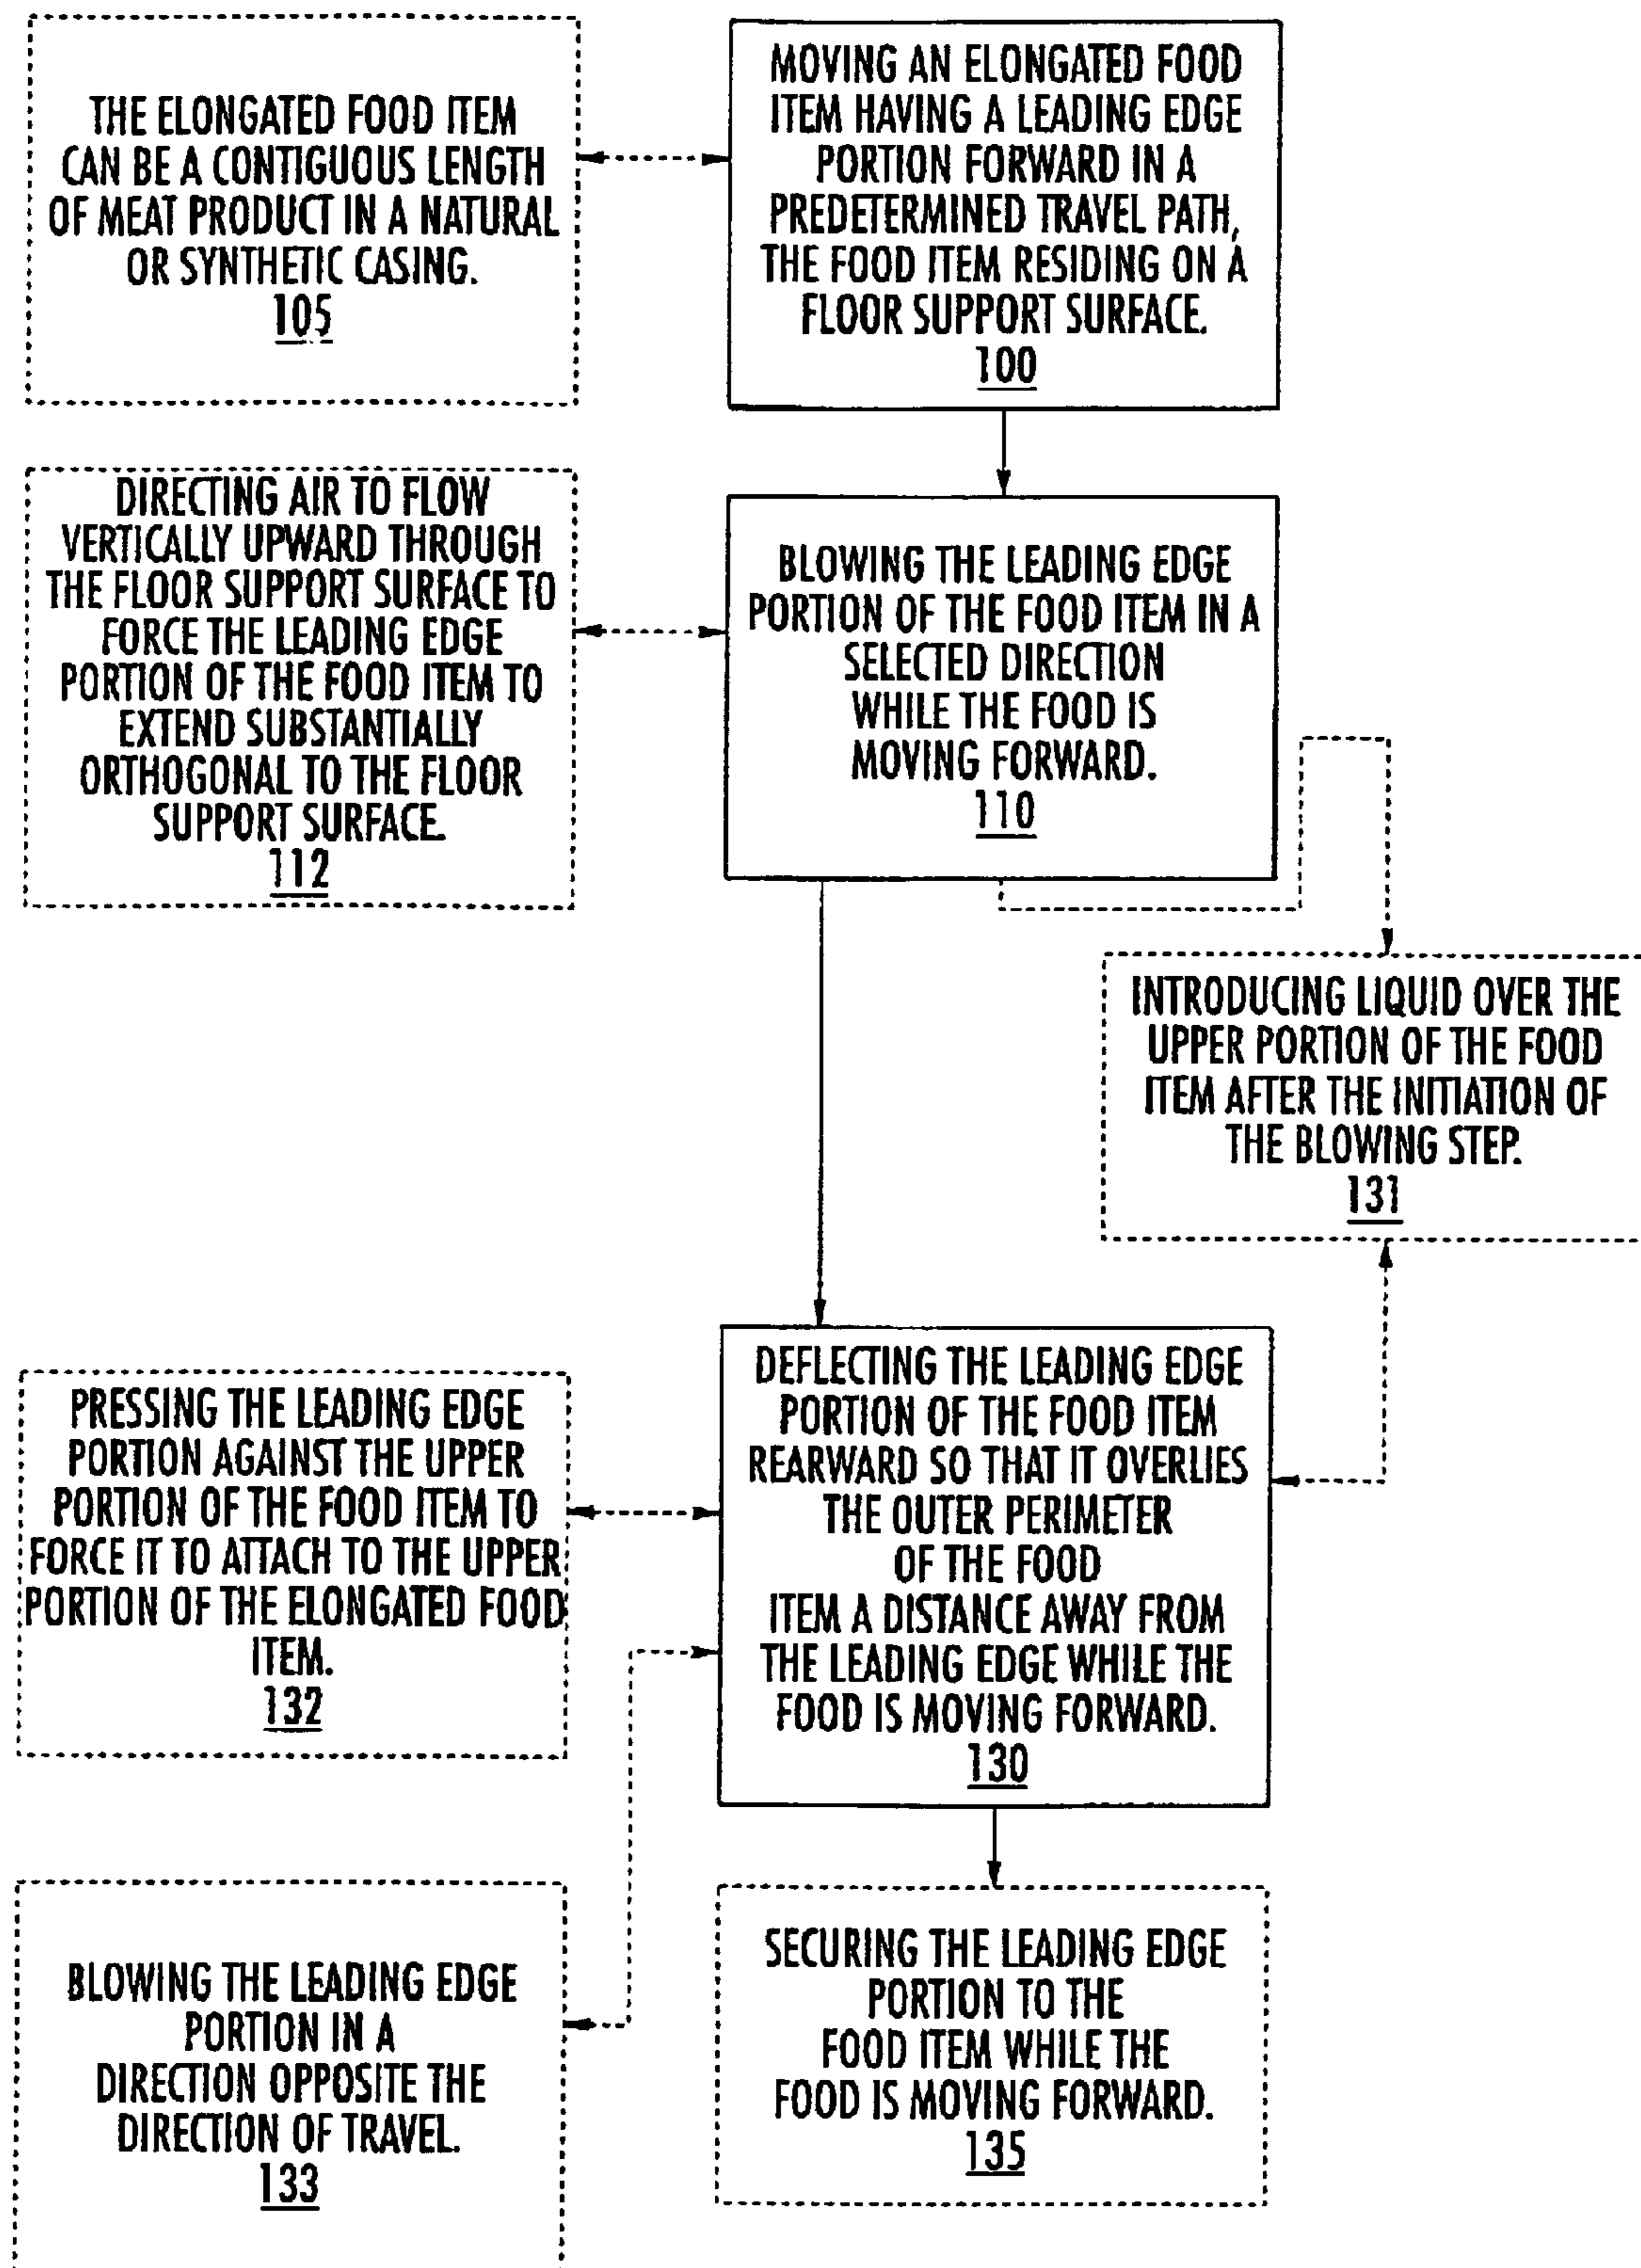 THE ELONGATED FOOD ITEM
CAN BE A CONTIGUOUS LENGTH
OF MEAT PRODUCT IN A NATURAL
OR SYNTHETIC CASING.
105
MOVING AN ELONGATED FOOD
ITEM HAVING A LEADING EDGE
PORTION FORWARD IN A
PREDETERMINED TRAVEL PATH,
THE FOOD ITEM RESIDING ON A
FLOOR SUPPORT SURFACE.
100
DIRECTING AIR TO FLOW
VERTICALLY UPWARD THROUGH
THE FLOOR SUPPORT SURFACE TO
FORCE THE LEADING EDGE
PORTION OF THE FOOD ITEM TO
EXTEND SUBSTANTIALLY
ORTHOGONAL TO THE FLOOR
SUPPORT SURFACE.
112
BLOWING THE LEADING EDGE
PORTION OF THE FOOD ITEM IN A
SELECTED DIRECTION
WHILE THE FOOD IS
MOVING FORWARD.
110
INTRODUCING LIQUID OVER THE
UPPER PORTION OF THE FOOD
ITEM AFTER THE INITIATION OF
THE BLOWING STEP.
131
PRESSING THE LEADING EDGE
PORTION AGAINST THE UPPER
PORTION OF THE FOOD ITEM TO
FORCE IT TO ATTACH TO THE UPPER
PORTION OF THE ELONGATED FOOD
ITEM.
132
DEFLECTING THE LEADING EDGE
PORTION OF THE FOOD ITEM
REARWARD SO THAT IT OVERLIES
THE OUTER PERIMETER
OF THE FOOD
ITEM A DISTANCE AWAY FROM
THE LEADING EDGE WHILE THE
FOOD IS MOVING FORWARD.
130
BLOWING THE LEADING EDGE
PORTION IN A
DIRECTION OPPOSITE THE
DIRECTION OF TRAVEL.
133
SECURING THE LEADING EDGE
PORTION TO THE
FOOD ITEM WHILE THE
FOOD IS MOVING FORWARD.
135